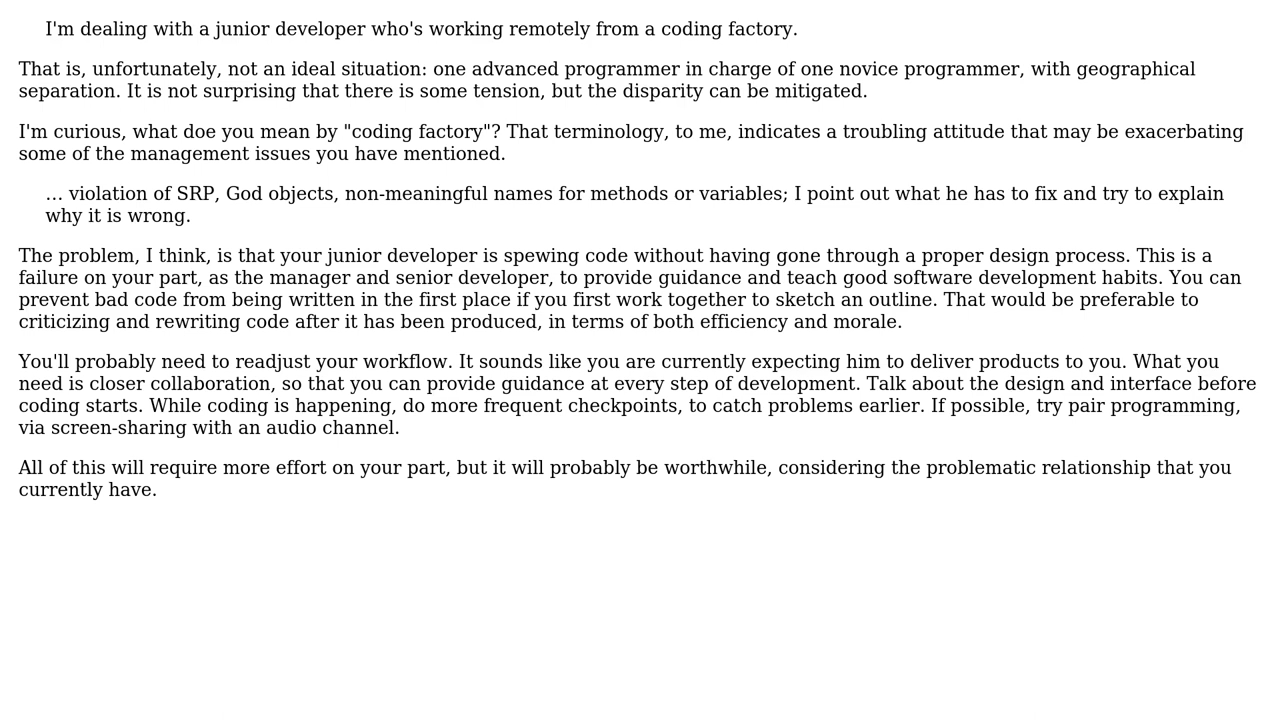 I'm dealing with a junior developer who's working remotely from a coding factory.
That is, unfortunately, not an ideal situation: one advanced programmer in charge of one novice programmer, with geographical
separation. It is not surprising that there is some tension, but the disparity can be mitigated.
I'm curious, what doe you mean by "coding factory"? That terminology, to me, indicates a troubling attitude that may be exacerbating
some of the management issues you have mentioned.
… violation of SRP, God objects, non-meaningful names for methods or variables; I point out what he has to fix and try to explain
why it is wrong.
The problem, I think, is that your junior developer is spewing code without having gone through a proper design process. This is a
failure on your part, as the manager and senior developer, to provide guidance and teach good software development habits. You can
prevent bad code from being written in the first place if you first work together to sketch an outline. That would be preferable to
criticizing and rewriting code after it has been produced, in terms of both efficiency and morale.
You'll probably need to readjust your workflow. It sounds like you are currently expecting him to deliver products to you. What you
need is closer collaboration, so that you can provide guidance at every step of development. Talk about the design and interface before
coding starts. While coding is happening, do more frequent checkpoints, to catch problems earlier. If possible, try pair programming,
via screen-sharing with an audio channel.
All of this will require more effort on your part, but it will probably be worthwhile, considering the problematic relationship that you
currently have.